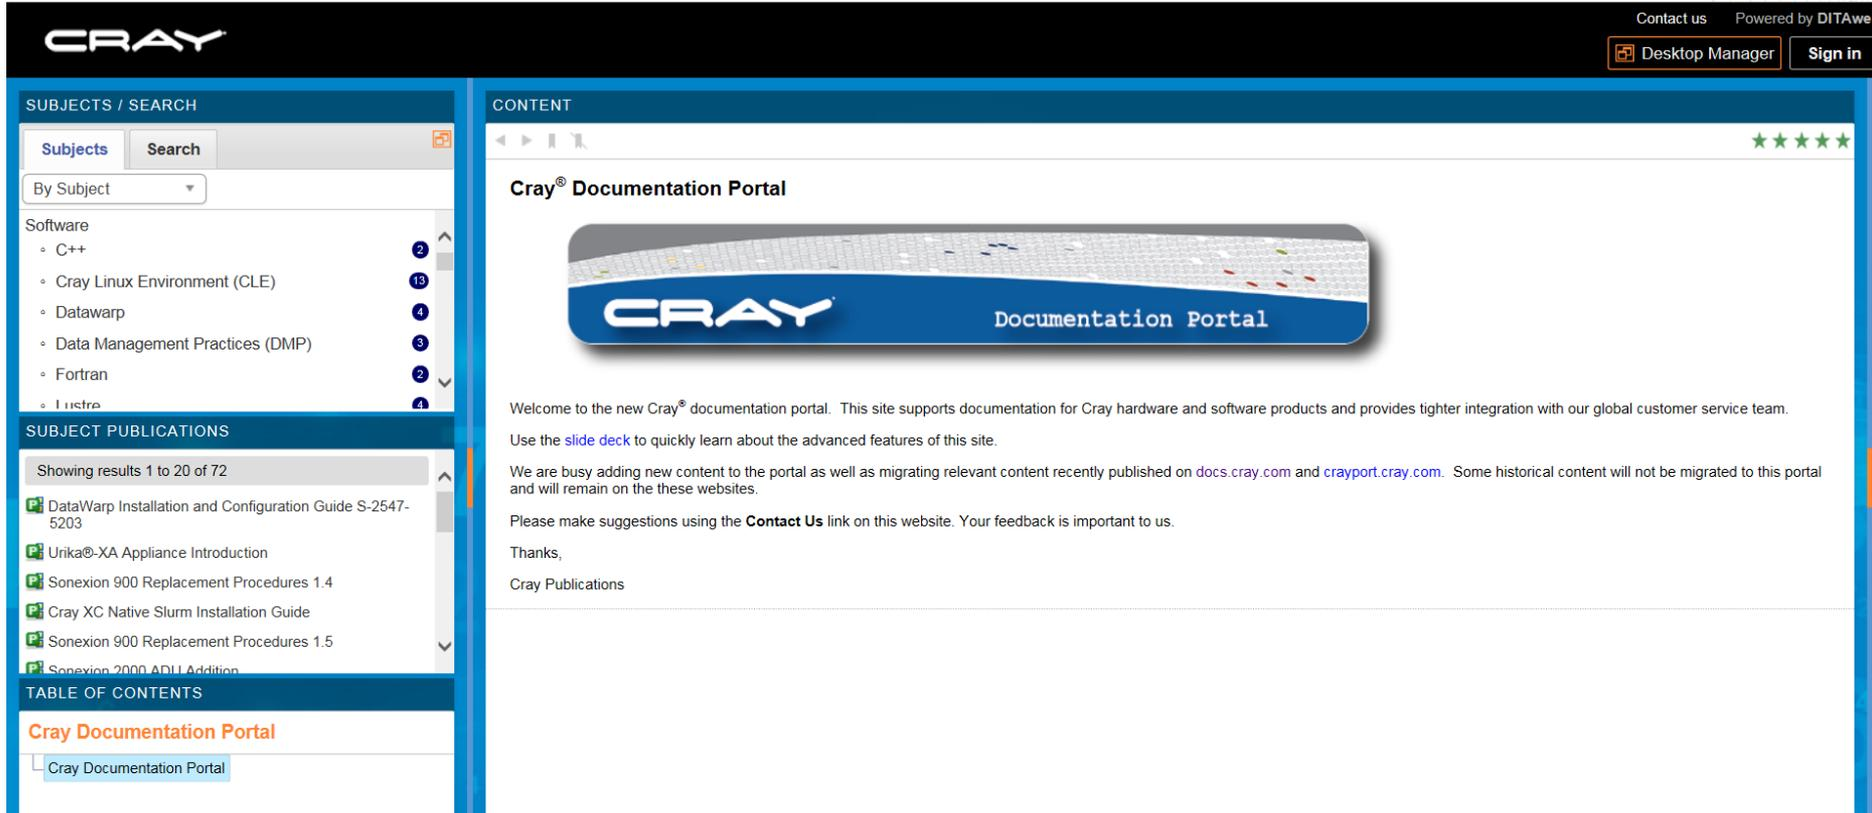 CRAY
Contact us Powered by DITAwe
Desktop Manager Sign in
SUBJECTS / SEARCH
Subjects Search
By Subject
Software
C++ 2
Cray Linux Environment (CLE) 13
Datawarp 4
Data Management Practices (DMP) 3
Fortran 2
Lustre 4
SUBJECT PUBLICATIONS
Showing results 1 to 20 of 72
DataWarp Installation and Configuration Guide S-2547-
5203
Urika®-XA Appliance Introduction
Sonexion 900 Replacement Procedures 1.4
Cray XC Native Slurm Installation Guide
Sonexion 900 Replacement Procedures 1.5
Sonexion 2000 ADU Addition
TABLE OF CONTENTS
Cray Documentation Portal
Cray Documentation Portal
CONTENT
Cray® Documentation Portal
CRAY
Documentation Portal
Welcome to the new Cray® documentation portal. This site supports documentation for Cray hardware and software products and provides tighter integration with our global customer service team.
Use the slide deck to quickly learn about the advanced features of this site.
We are busy adding new content to the portal as well as migrating relevant content recently published on docs.cray.com and crayport.cray.com. Some historical content will not be migrated to this portal
and will remain on the these websites.
Please make suggestions using the Contact Us link on this website. Your feedback is important to us.
Thanks,
Cray Publications